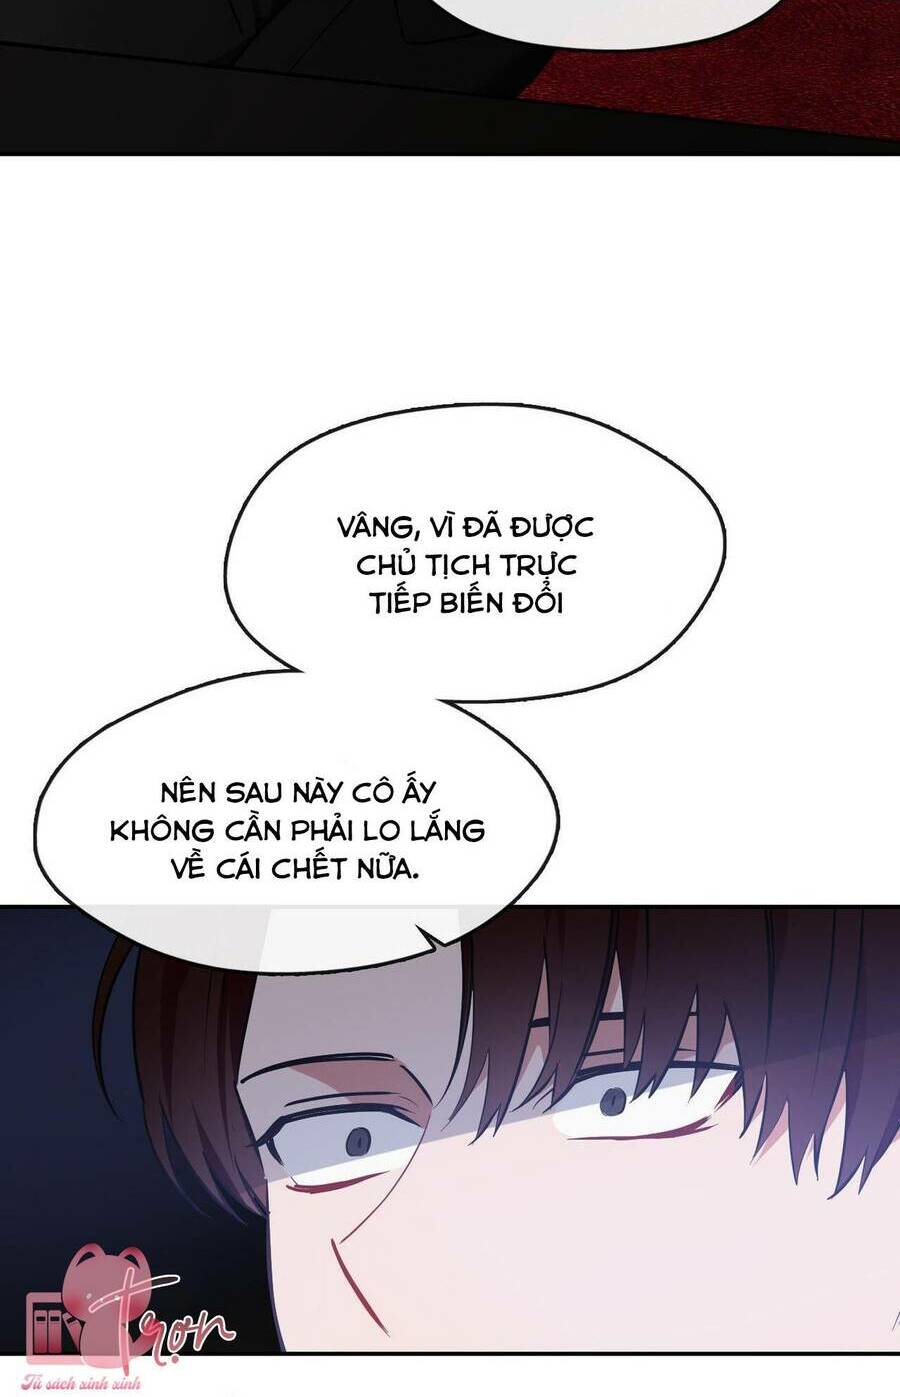 VÂNG, VÌ ĐÃ ĐƯỢC
CHỦ TỊCH TRỰC
TIẾP BIẾN ĐỔI
NÊN SAU NÀY CÔ ẤY
KHÔNG CẦN PHẢI LO LẮNG
VỀ CÁI CHẾT NỮA.
Trọn
Tủ sách xinh xinh